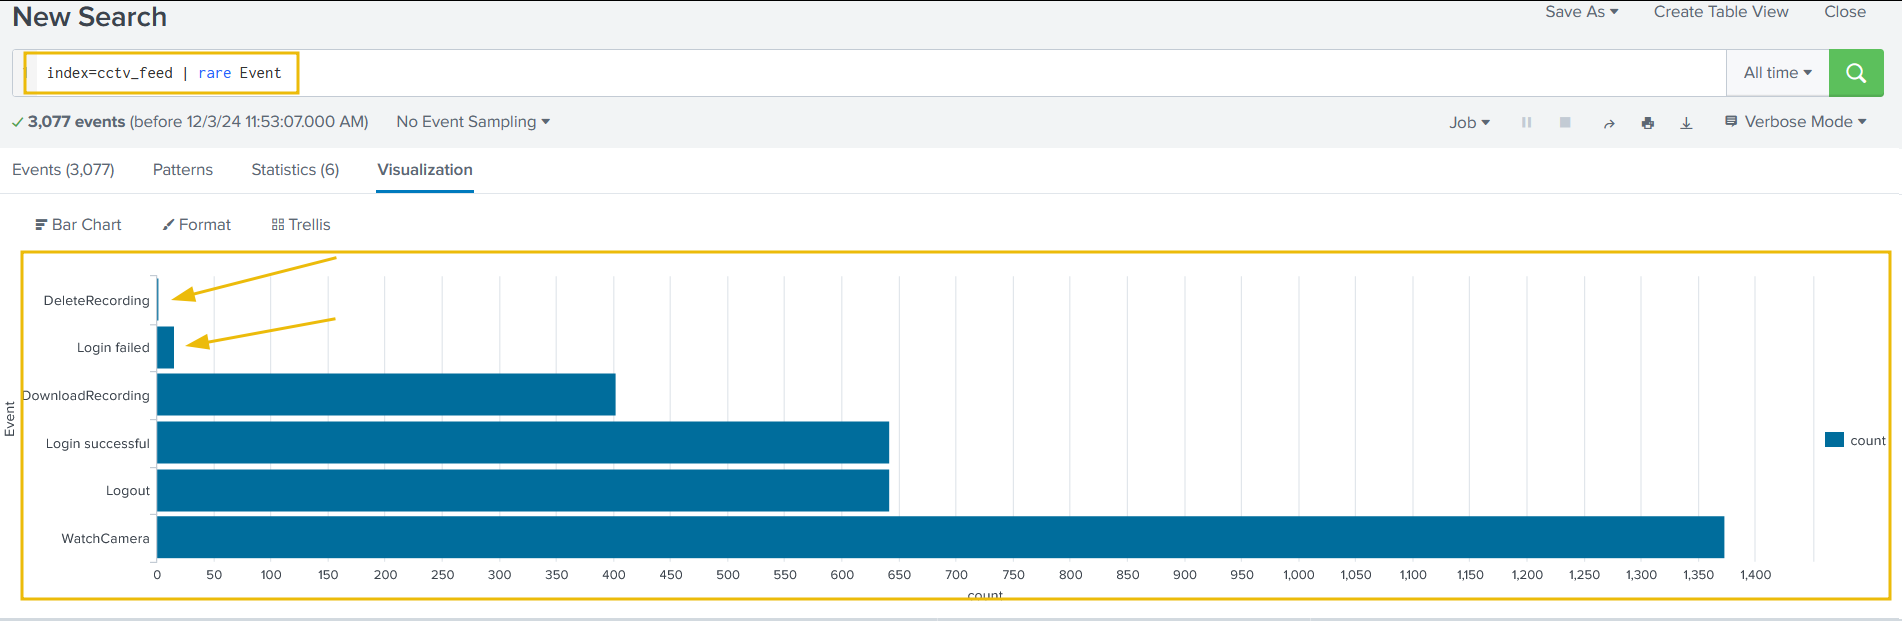 New Search
Save As Create Table View Close
index=cctv_feed | rare Event
All time
3,077 events (before 12/3/24 11:53:07.000 AM) No Event Sampling
Job Verbose Mode
Events (3,077) Patterns Statistics (6) Visualization
Bar Chart Format Trellis
DeleteRecording
Login failed
DownloadRecording
Login successful
Logout
WatchCamera
Event
0 50 100 150 200 250 300 350 400 450 500 550 600 650 700 750 800 850 900 950 1,000 1,050 1,100 1,150 1,200 1,250 1,300 1,350 1,400
count
count